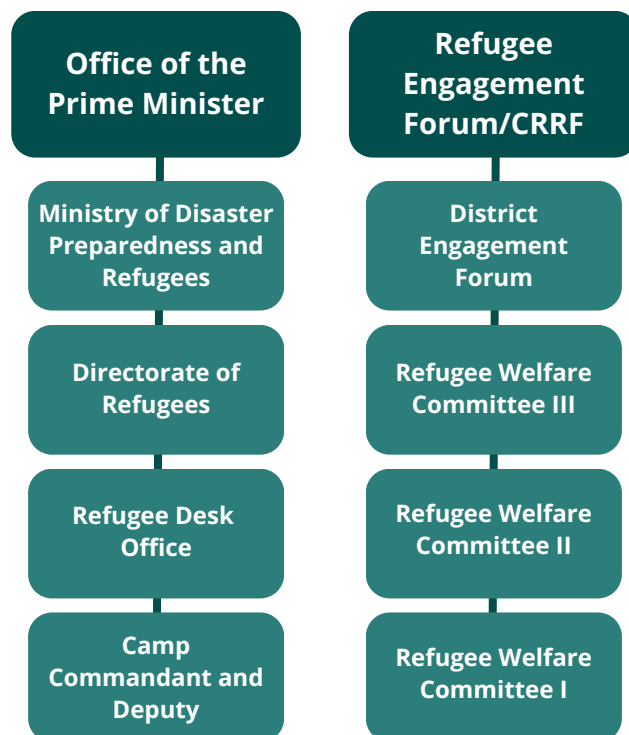 Office of the
Prime Minister
Ministry of Disaster
Preparedness and
Refugees
Directorate of
Refugees
Refugee Desk
Office
Camp
Commandant and
Deputy
Refugee
Engagement
Forum/CRRF
District
Engagement
Forum
Refugee Welfare
Committee III
Refugee Welfare
Committee II
Refugee Welfare
Committee I